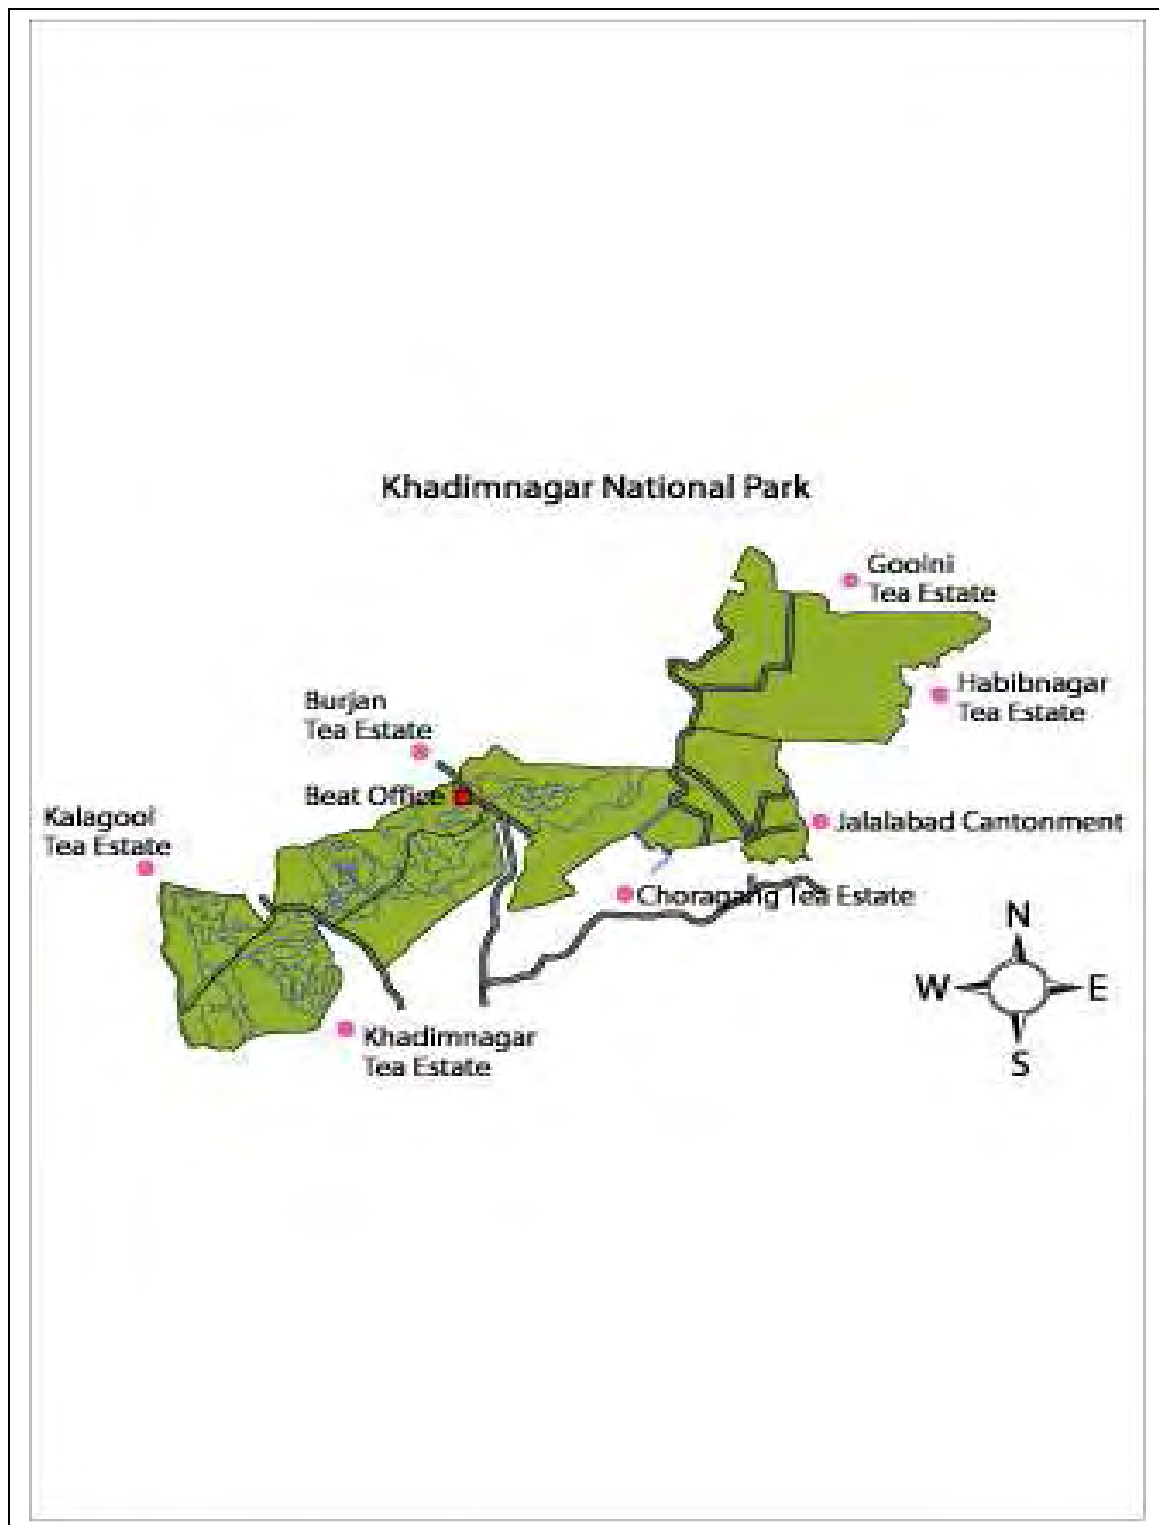 Khadimnagar National Park
Goolni
Tea Estate
Habibnagar
Tea Estate
Burjan
Tea Estate
Beat Office
Kalagool
Tea Estate
Jalalabad Cantonment
Choragang Tea Estate
N
W
E
S
Khadimnagar
Tea Estate